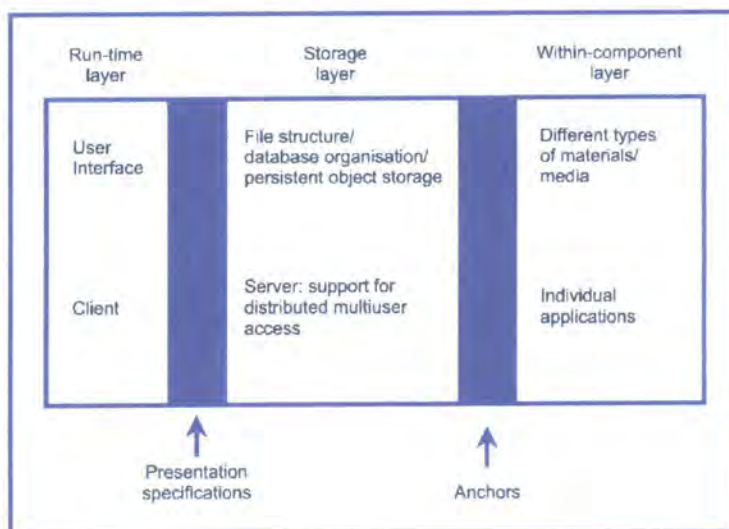 Run-time
layer
Storage
layer
Within-component
layer
User
Interface
File structure/
database organisation/
persistent object storage
Different types
of materials/
media
Client
Server: support for
distributed multiuser
access
Individual
applications
Presentation
specifications
Anchors